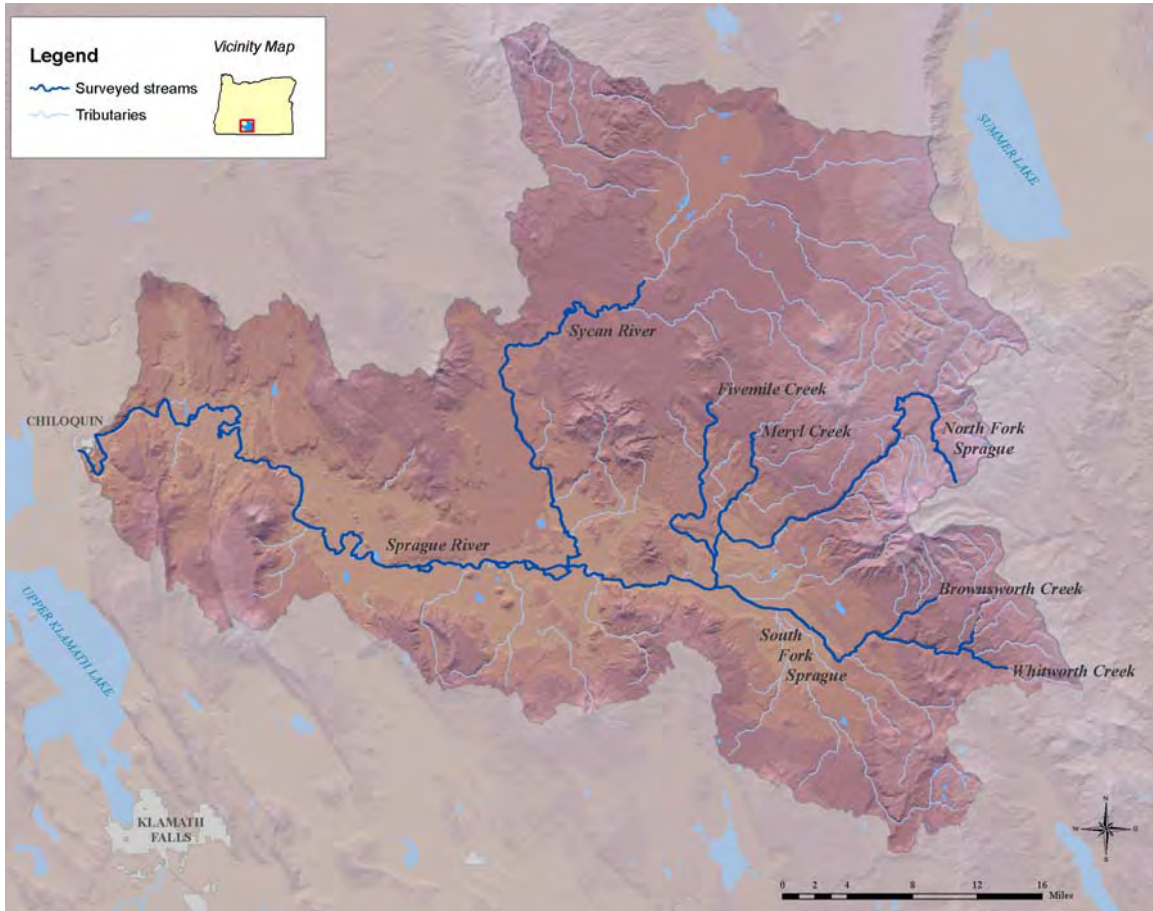 Legend
Vicinity Map
Surveyed streams
Tributaries
SUMMER LAKE
Sycan River
Fivemile Creek
Meryl Creek
North Fork
Sprague
CHILOQUIN
Sprague River
Brownsworth Creek
South
Fork
Sprague
Whitworth Creek
UPPER KLAMATH LAKE
KLAMATH
FALLS
N
W
E
S
0 2 4 8 12 16
Miles